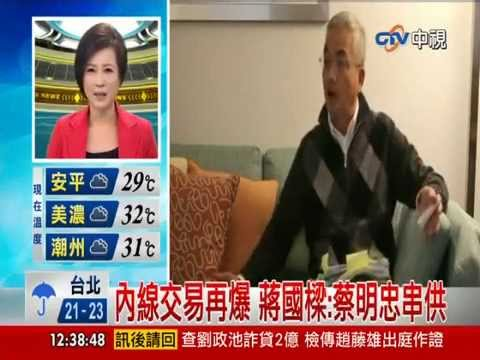 CTV中視
現在溫度
安平 29℃
美濃 32℃
潮州 31℃
台北
21-23
內線交易再爆 蔣國樑:蔡明忠串供
12:38:48 訊後請回 查劉政池詐貸2億 檢傳趙藤雄出庭作證